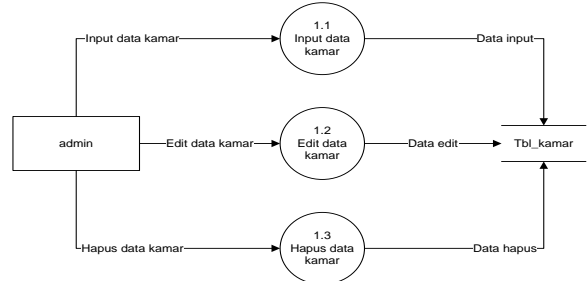 1.1
Input data
kamar
Input data kamar
Data input
admin
Edit data kamar
1.2
Edit data
kamar
Data edit
Tbl_kamar
Hapus data kamar
1.3
Hapus data
kamar
Data hapus